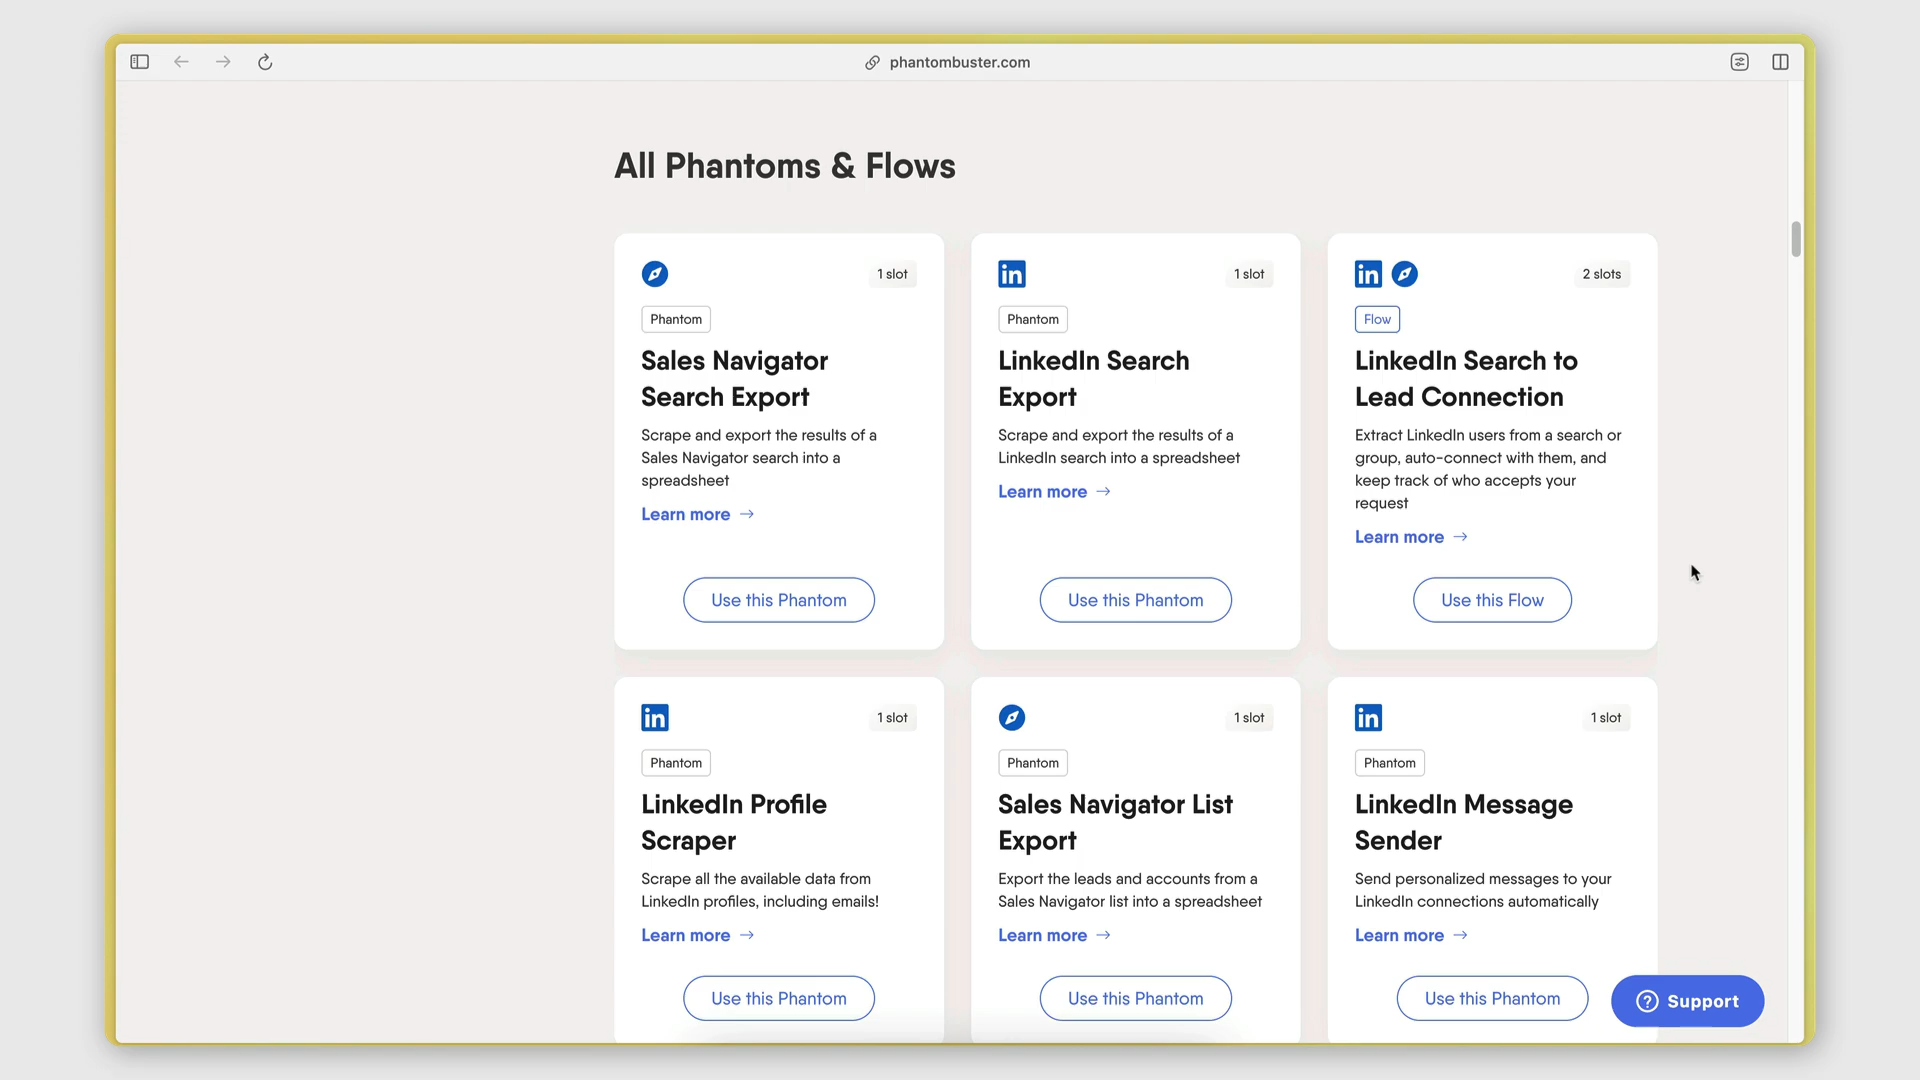 phantombuster.com
All Phantoms & Flows
1 slot
Phantom
Sales Navigator
Search Export
Scrape and export the results of a
Sales Navigator search into a
spreadsheet
Learn more →
Use this Phantom
in
1 slot
Phantom
LinkedIn Search
Export
Scrape and export the results of a
LinkedIn search into a spreadsheet
Learn more →
Use this Phantom
in
2 slots
Flow
LinkedIn Search to
Lead Connection
Extract LinkedIn users from a search or
group, auto-connect with them, and
keep track of who accepts your
request
Learn more →
Use this Flow
in
1 slot
Phantom
LinkedIn Profile
Scraper
Scrape all the available data from
LinkedIn profiles, including emails!
Learn more →
Use this Phantom
1 slot
Phantom
Sales Navigator List
Export
Export the leads and accounts from a
Sales Navigator list into a spreadsheet
Learn more →
Use this Phantom
in
1 slot
Phantom
LinkedIn Message
Sender
Send personalized messages to your
LinkedIn connections automatically
Learn more →
Use this Phantom
? Support